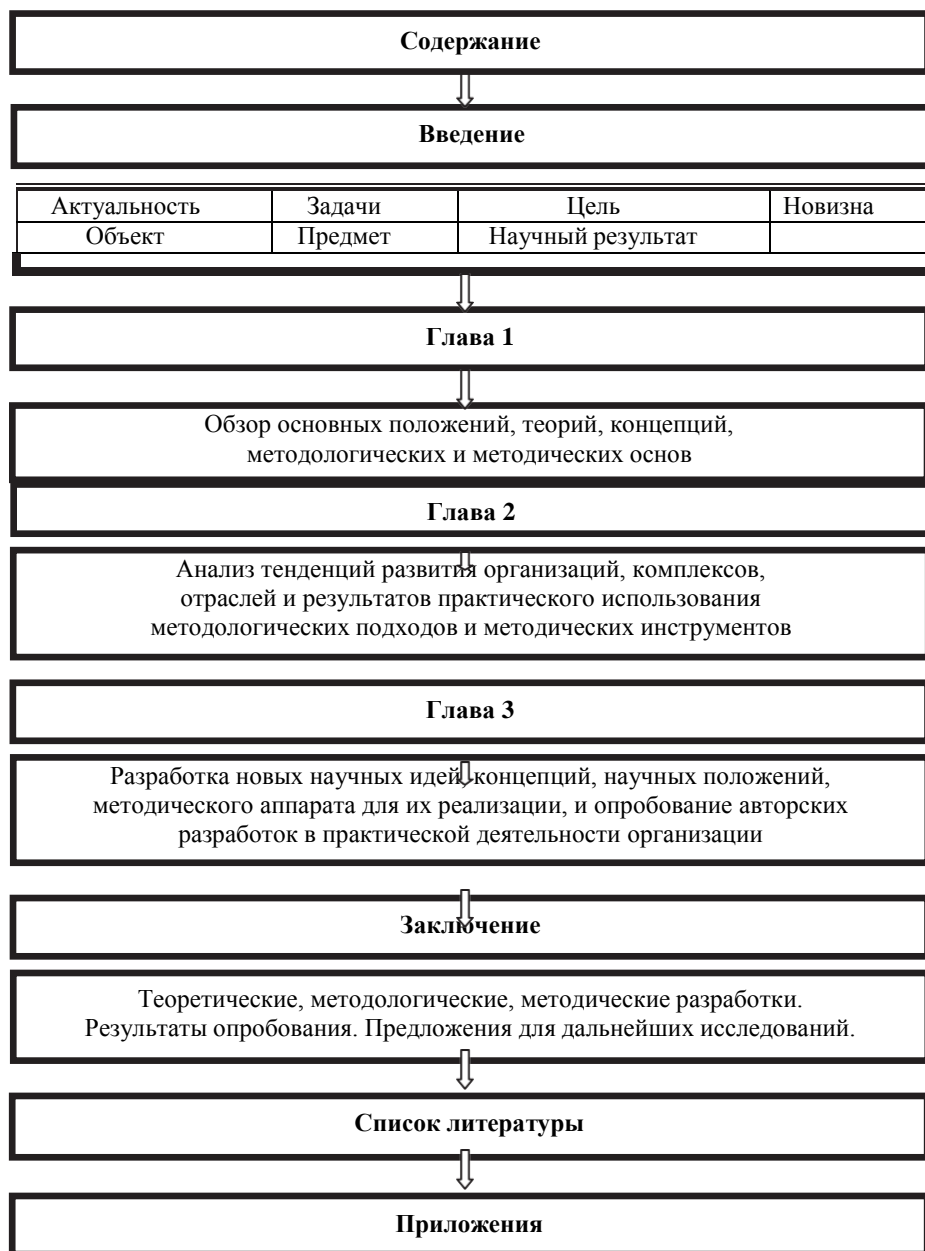 Содержание
Введение
Актуальность Задачи Цель Новизна
Объект Предмет Научный результат
Глава 1
Обзор основных положений, теорий, концепций,
методологических и методических основ
Глава 2
Анализ тенденций развития организаций, комплексов,
отраслей и результатов практического использования
методологических подходов и методических инструментов
Глава 3
Разработка новых научных идей, концепций, научных положений,
методического аппарата для их реализации, и опробование авторских
разработок в практической деятельности организации
Заключение
Теоретические, методологические, методические разработки.
Результаты опробования. Предложения для дальнейших исследований.
Список литературы
Приложения